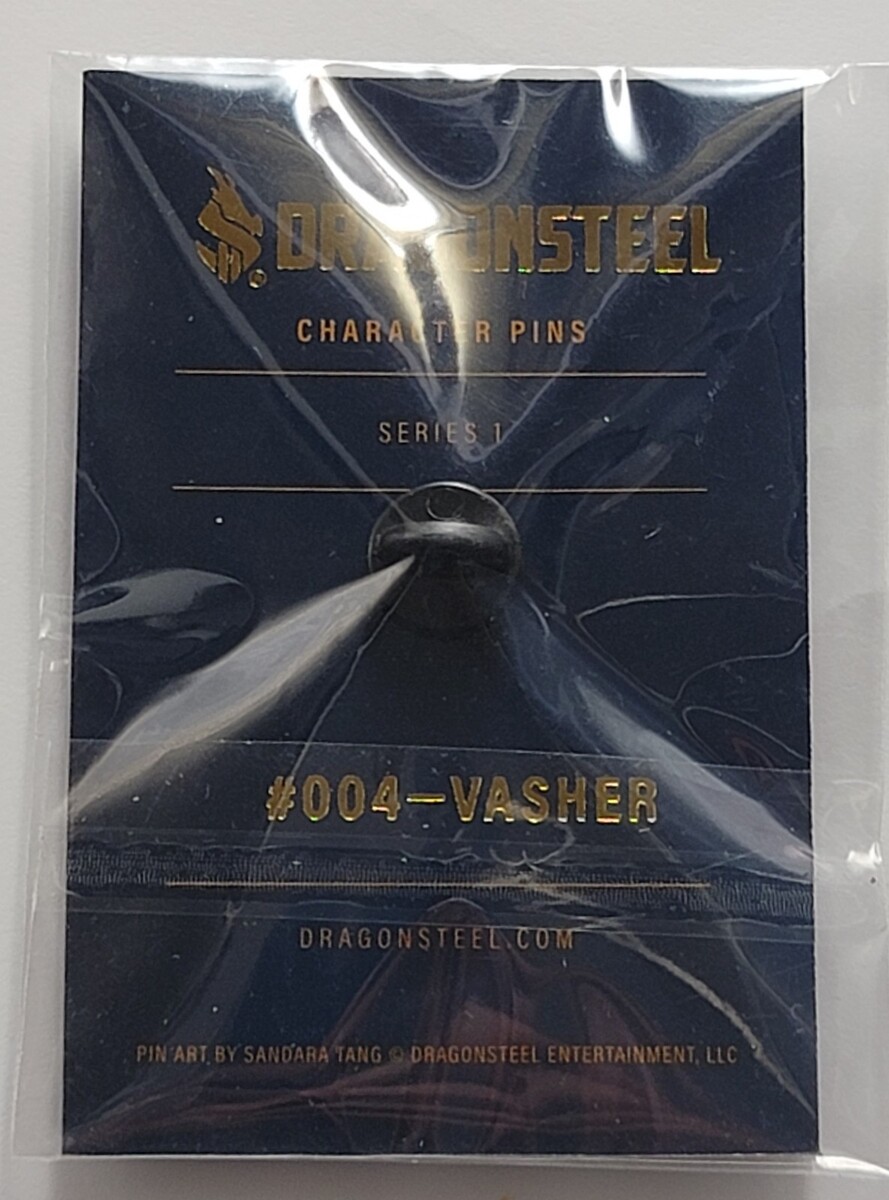 DRAGONSTEEL
CHARACTER PINS
SERIES 1
#004—VASHER
DRAGONSTEEL.COM
PIN ART BY SANDARA TANG © DRAGONSTEEL ENTERTAINMENT, LLC